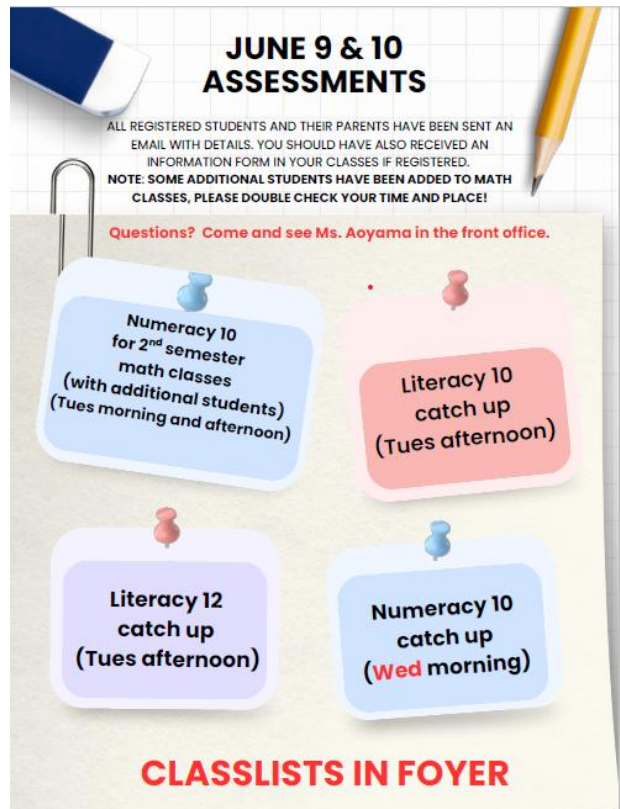 JUNE 9 & 10
ASSESSMENTS
ALL REGISTERED STUDENTS AND THEIR PARENTS HAVE BEEN SENT AN
EMAIL WITH DETAILS. YOU SHOULD HAVE ALSO RECEIVED AN
INFORMATION FORM IN YOUR CLASSES IF REGISTERED.
NOTE: SOME ADDITIONAL STUDENTS HAVE BEEN ADDED TO MATH
CLASSES, PLEASE DOUBLE CHECK YOUR TIME AND PLACE!
Questions? Come and see Ms. Aoyama in the front office.
Numeracy 10
for 2nd semester
math classes
(with additional students)
(Tues morning and afternoon)
Literacy 10
catch up
(Tues afternoon)
Literacy 12
catch up
(Tues afternoon)
Numeracy 10
catch up
(Wed morning)
CLASSLISTS IN FOYER